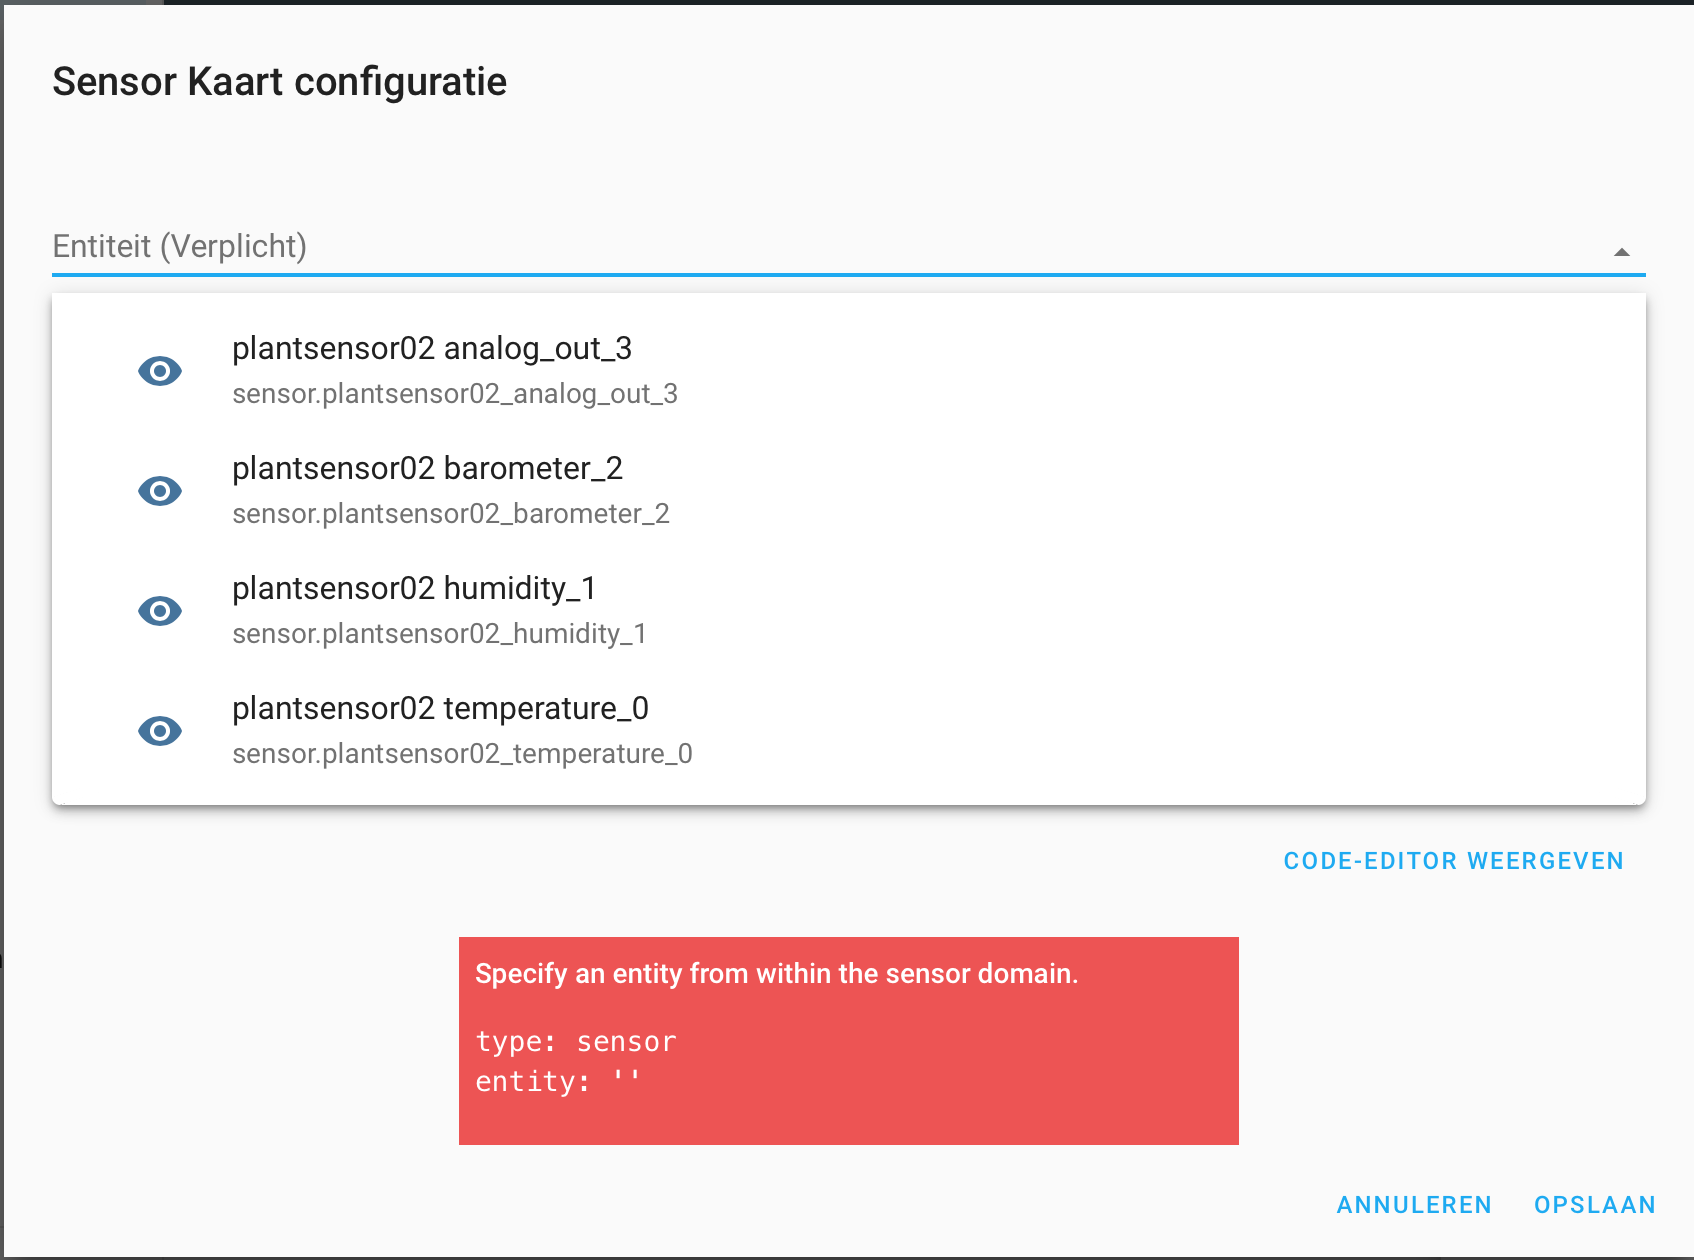 Sensor Kaart configuratie
Entiteit (Verplicht)
plantsensor02 analog_out_3
sensor.plantsensor02_analog_out_3
plantsensor02 barometer_2
sensor.plantsensor02_barometer_2
plantsensor02 humidity_1
sensor.plantsensor02_humidity_1
plantsensor02 temperature_0
sensor.plantsensor02_temperature_0
CODE-EDITOR WEERGEVEN
Specify an entity from within the sensor domain.
type: sensor
entity: ''
ANNULEREN OPSLAAN